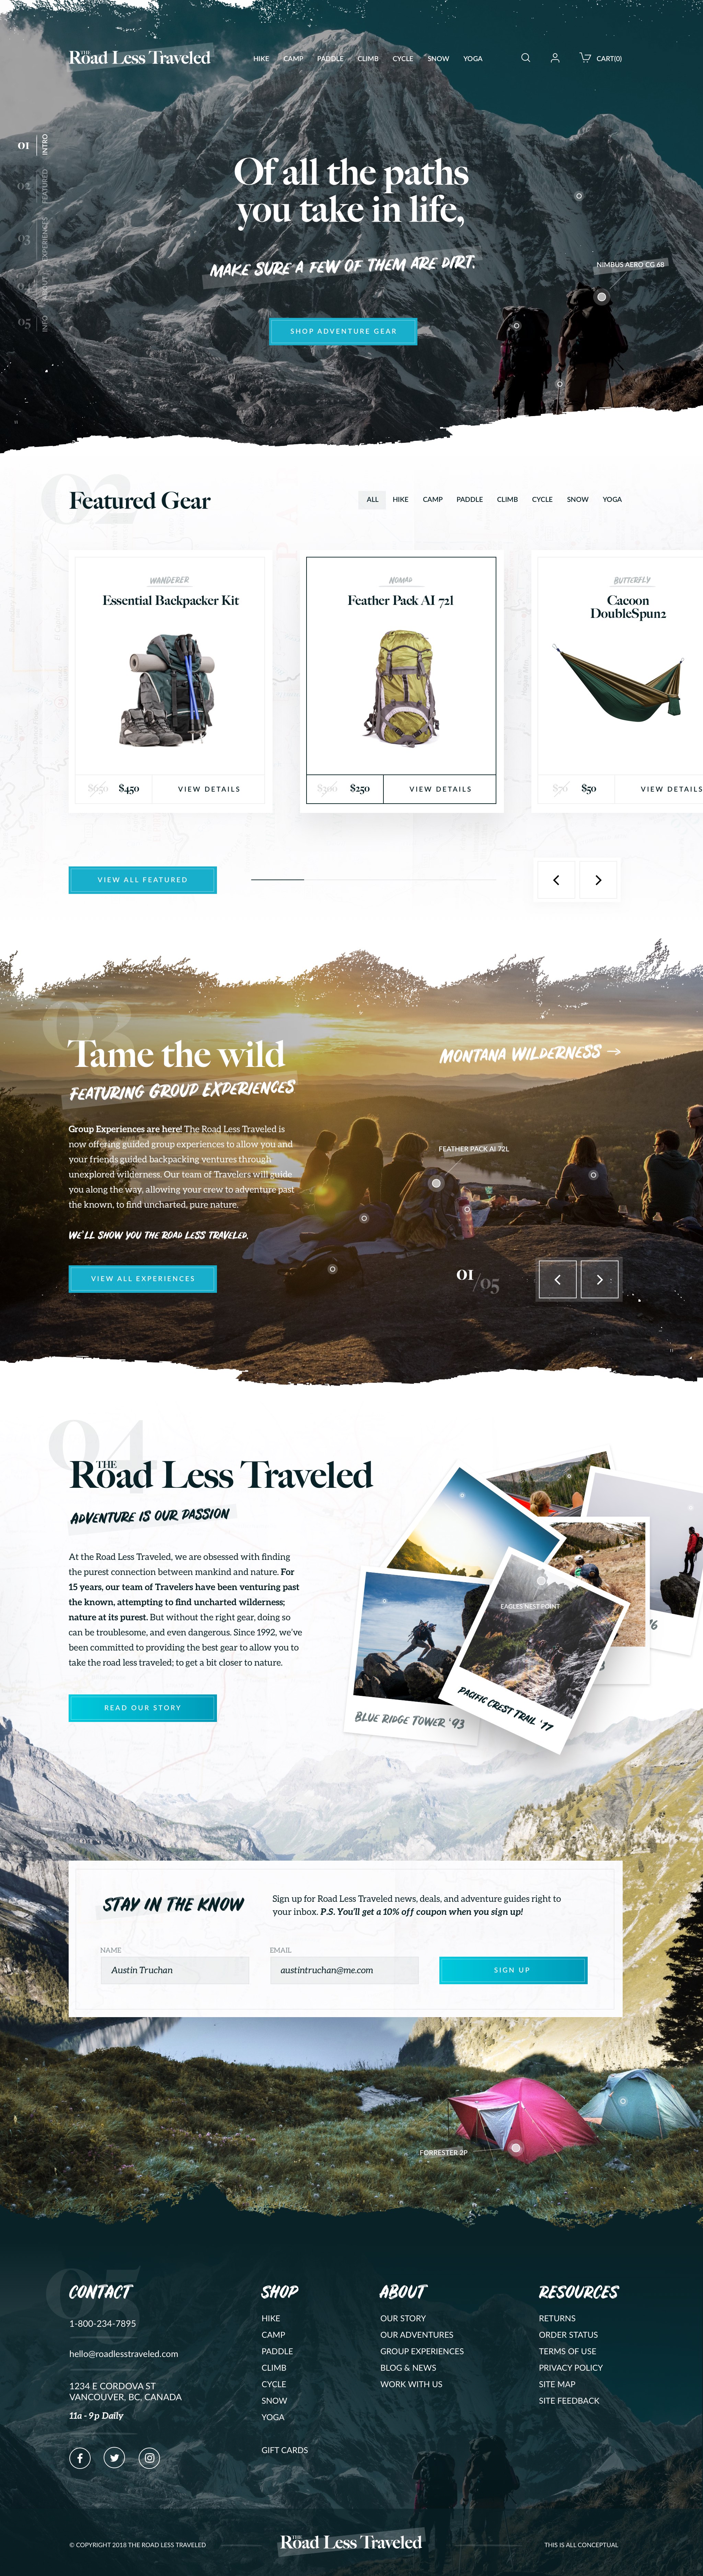 THE
Road Less Traveled
HIKE CAMP PADDLE CLIMB CYCLE SNOW YOGA
CART(0)
01 INTRO
02 FEATURED
03 EXPERIENCES
04
05 INFO
Of all the paths
you take in life,
MAKE SURE A FEW OF THEM ARE DIRT.
SHOP ADVENTURE GEAR
NIMBUS AERO CG 68
02
Featured Gear
ALL HIKE CAMP PADDLE CLIMB CYCLE SNOW YOGA
WANDERER
Essential Backpacker Kit
$450
VIEW DETAILS
NOMAD
Feather Pack AI 72l
$300 $250
VIEW DETAILS
BUTTERFLY
Cacoon
DoubleSpun2
$70 $50
VIEW DETAILS
VIEW ALL FEATURED
03
Tame the wild
FEATURING GROUP EXPERIENCES
MONTANA WILDERNESS →
Group Experiences are here! The Road Less Traveled is
now offering guided group experiences to allow you and
your friends guided backpacking ventures through
unexplored wilderness. Our team of Travelers will guide
you along the way, allowing your crew to adventure past
the known, to find uncharted, pure nature.
WE'LL SHOW YOU THE ROAD LESS TRAVELED.
VIEW ALL EXPERIENCES
FEATHER PACK AI 72L
01/05
04
THE
Road Less Traveled
ADVENTURE IS OUR PASSION
At the Road Less Traveled, we are obsessed with finding
the purest connection between mankind and nature. For
15 years, our team of Travelers have been venturing past
the known, attempting to find uncharted wilderness;
nature at its purest. But without the right gear, doing so
can be troublesome, and even dangerous. Since 1992, we've
been committed to providing the best gear to allow you to
take the road less traveled; to get a bit closer to nature.
READ OUR STORY
EAGLES NEST POINT
BLUE RIDGE TOWER '93
PACIFIC CREST TRAIL '17
STAY IN THE KNOW
Sign up for Road Less Traveled news, deals, and adventure guides right to
your inbox. P.S. You'll get a 10% off coupon when you sign up!
NAME
Austin Truchan
EMAIL
austintruchan@me.com
SIGN UP
FORRESTER 2P
05
CONTACT
1-800-234-7895
hello@roadlesstraveled.com
1234 E CORDOVA ST
VANCOUVER, BC, CANADA
11a - 9p Daily
SHOP
HIKE
CAMP
PADDLE
CLIMB
CYCLE
SNOW
YOGA
GIFT CARDS
ABOUT
OUR STORY
OUR ADVENTURES
GROUP EXPERIENCES
BLOG & NEWS
WORK WITH US
RESOURCES
RETURNS
ORDER STATUS
TERMS OF USE
PRIVACY POLICY
SITE MAP
SITE FEEDBACK
© COPYRIGHT 2018 THE ROAD LESS TRAVELED
THE
Road Less Traveled
THIS IS ALL CONCEPTUAL